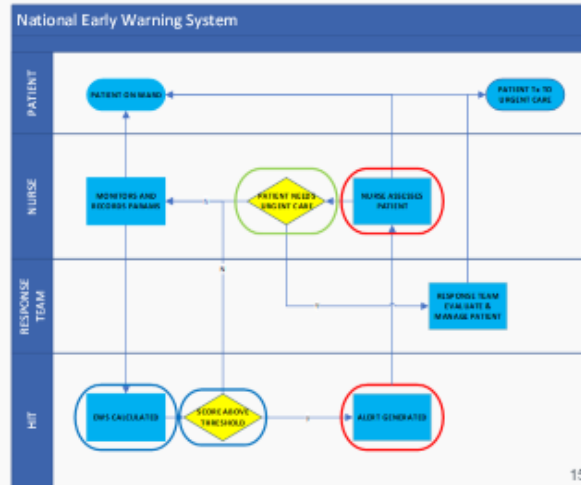 National Early Warning System
PATIENT
PATIENT ON WARD
PATIENT Tx TO
URGENT CARE
NURSE
MONITORS AND
RECORDS PARAMS
PATIENT NEEDS
URGENT CARE
NURSE ASSESSES
PATIENT
RESPONSE
TEAM
RESPONSE TEAM
EVALUATE &
MANAGE PATIENT
HIT
EWS CALCULATED
SCORE ABOVE
THRESHOLD
ALERT GENERATED
15